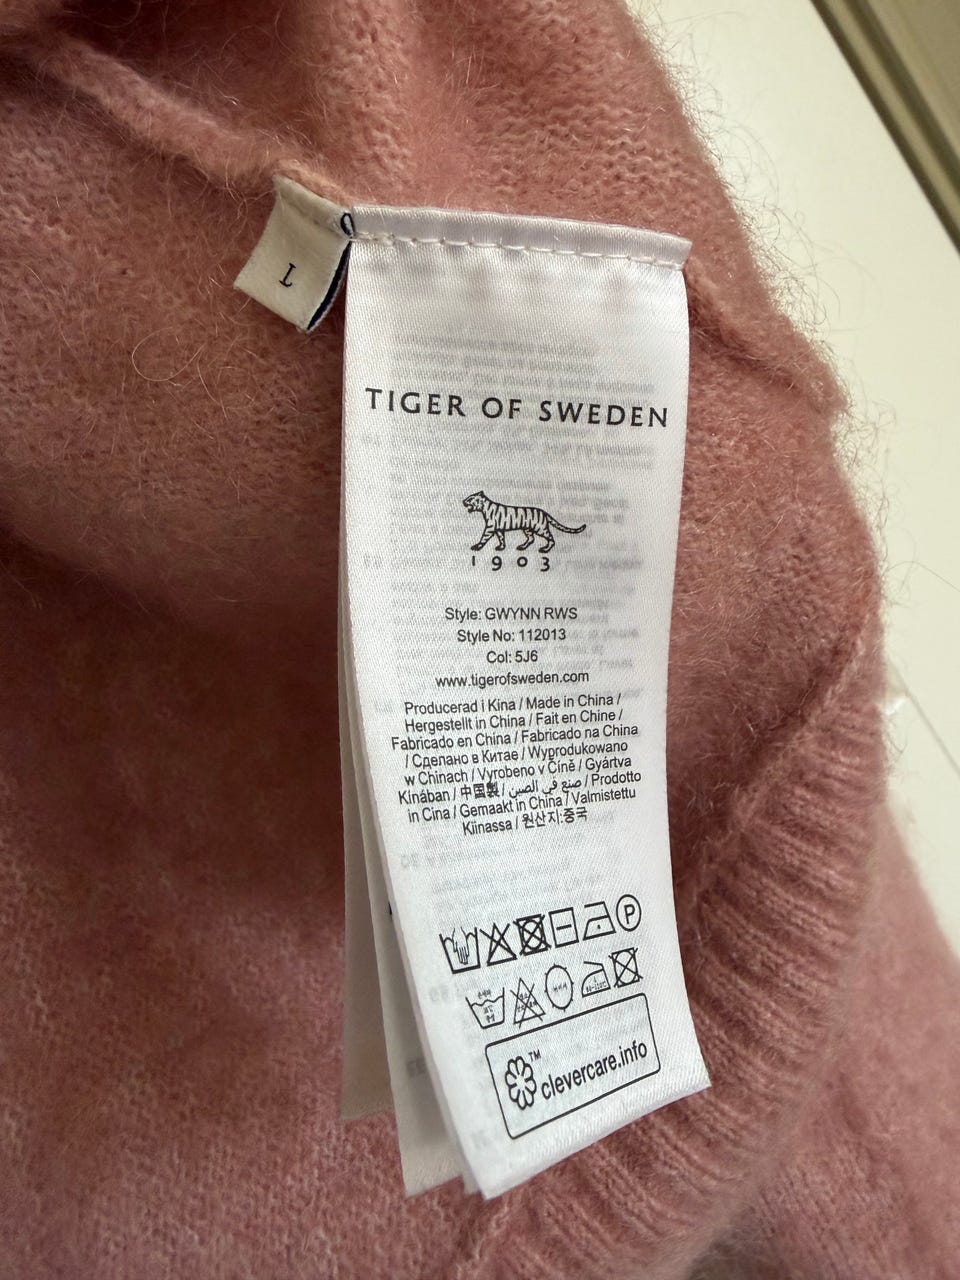 L
TIGER OF SWEDEN
1903
Style: GWYNN RWS
Style No: 112013
Col: 5J6
www.tigerofsweden.com
Producerad i Kina / Made in China /
Hergestellt in China / Fait en Chine /
Fabricado en China / Fabricado na China
/ Сделано в Китае / Wyprodukowano
w Chinach / Vyrobeno v Číně / Gyártva
Kínában / 中国製 / صنع في الصين / Prodotto
in Cina / Gemaakt in China / Valmistettu
Kiinassa / 원산지:중국
P
TM
clevercare.info